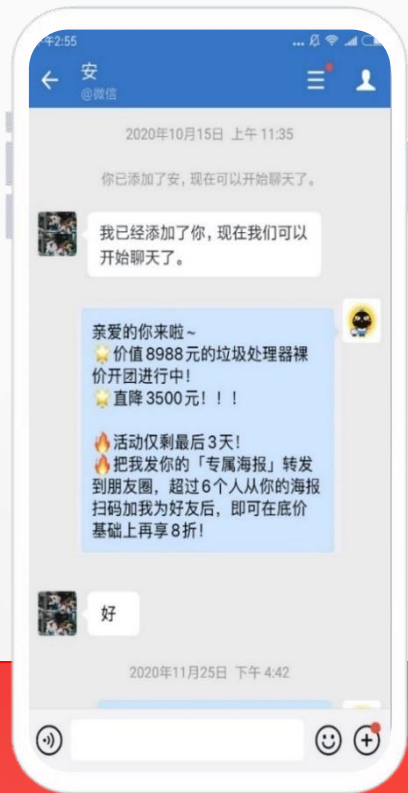 午2:55
安
@微信
2020年10月15日 上午 11:35
你已添加了安，现在可以开始聊天了。
我已经添加了你，现在我们可以
开始聊天了。
亲爱的你来啦~
🌟价值8988元的垃圾处理器裸
价开团进行中！
🌟直降3500元！！！
🔥活动仅剩最后3天！
🔥把我发你的「专属海报」转发
到朋友圈，超过6个人从你的海报
扫码加我为好友后，即可在底价
基础上再享8折！
好
2020年11月25日 下午 4:42